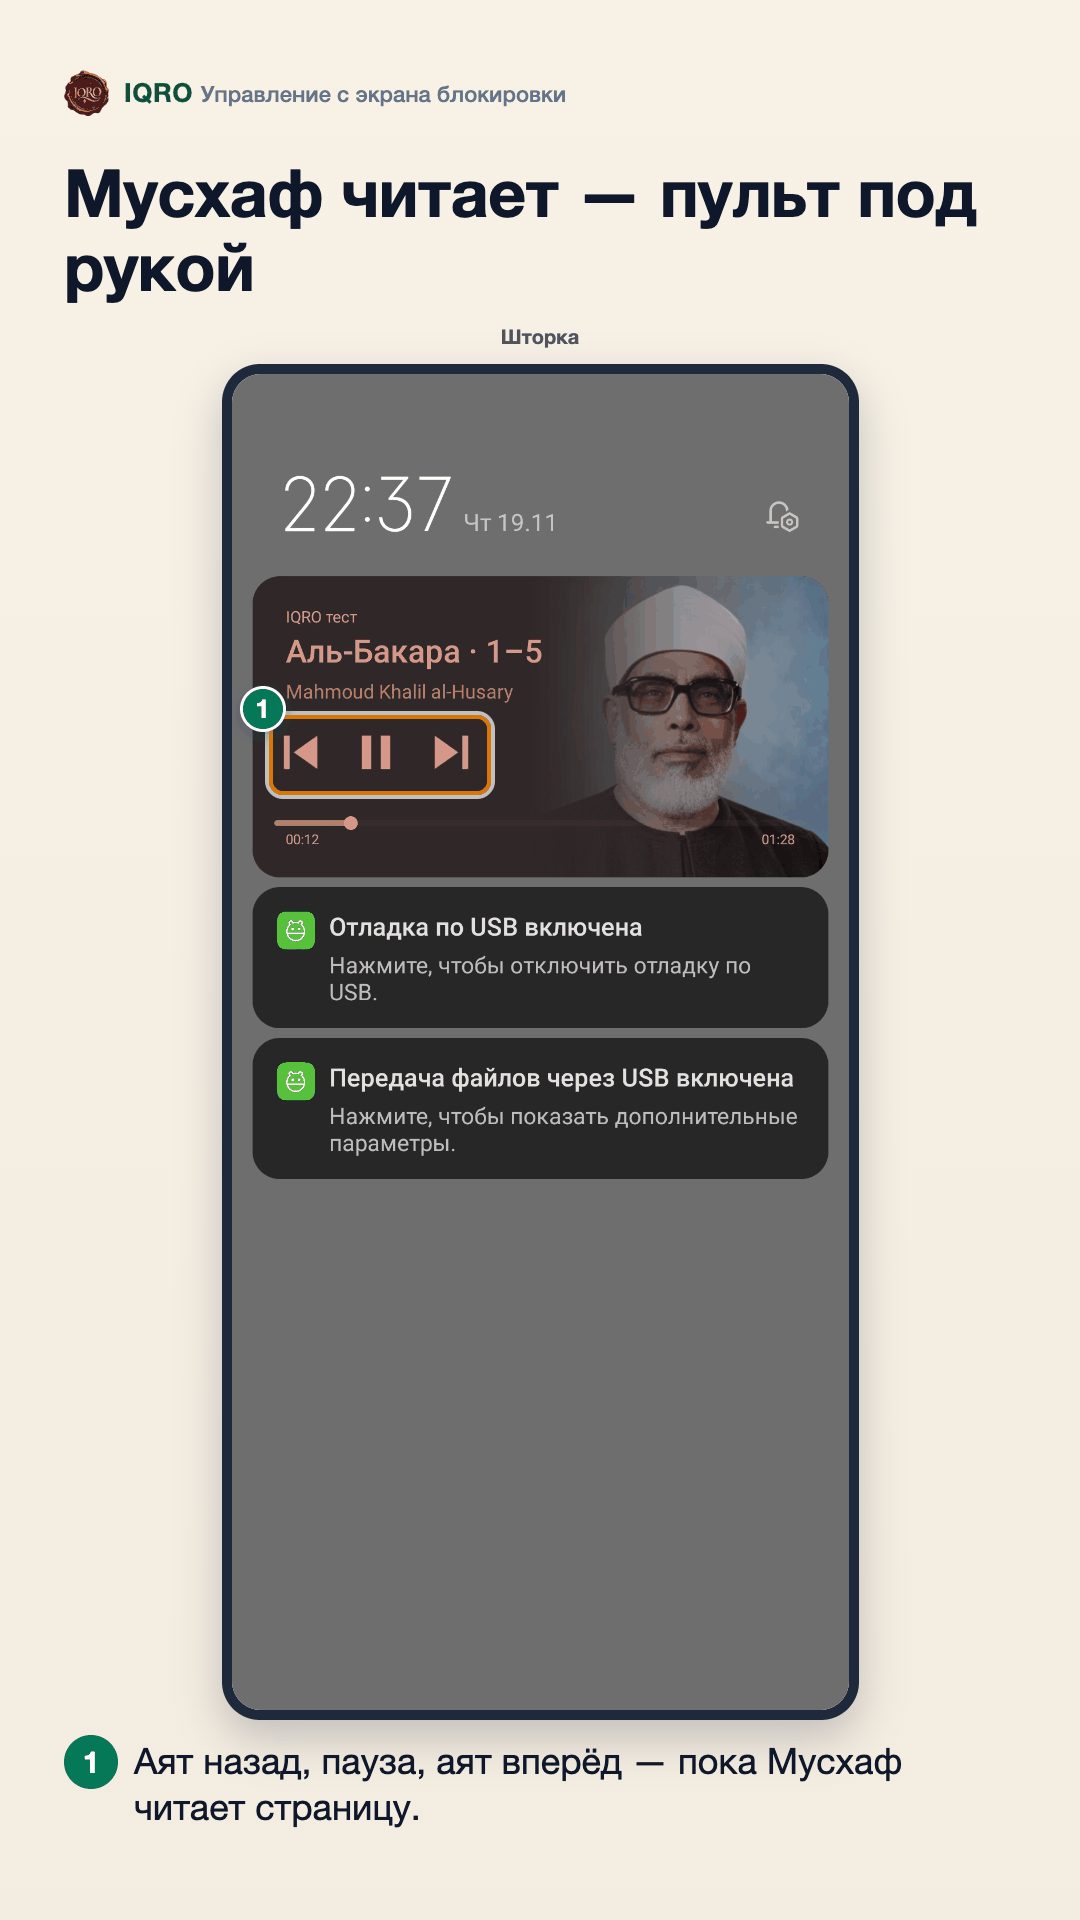 IQRO
IQRO Управление с экрана блокировки
Мусхаф читает — пульт под
рукой
Шторка
22:37 Чт 19.11
IQRO тест
Аль-Бакара · 1–5
Mahmoud Khalil al-Husary
1
00:12 01:28
Отладка по USB включена
Нажмите, чтобы отключить отладку по
USB.
Передача файлов через USB включена
Нажмите, чтобы показать дополнительные
параметры.
1 Аят назад, пауза, аят вперёд — пока Мусхаф
читает страницу.